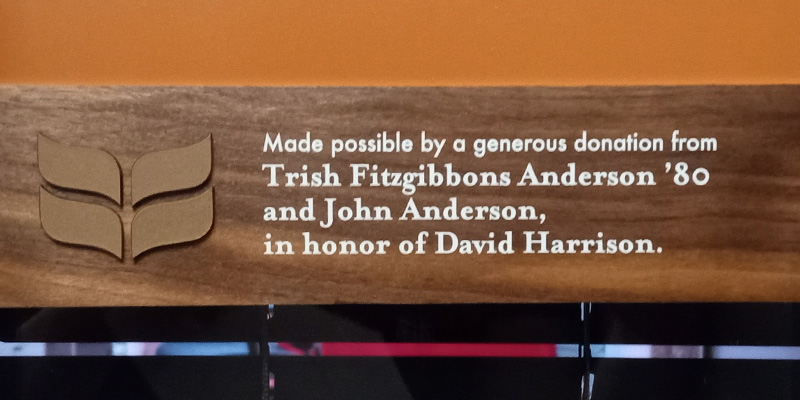 Made possible by a generous donation from
Trish Fitzgibbons Anderson ’80
and John Anderson,
in honor of David Harrison.